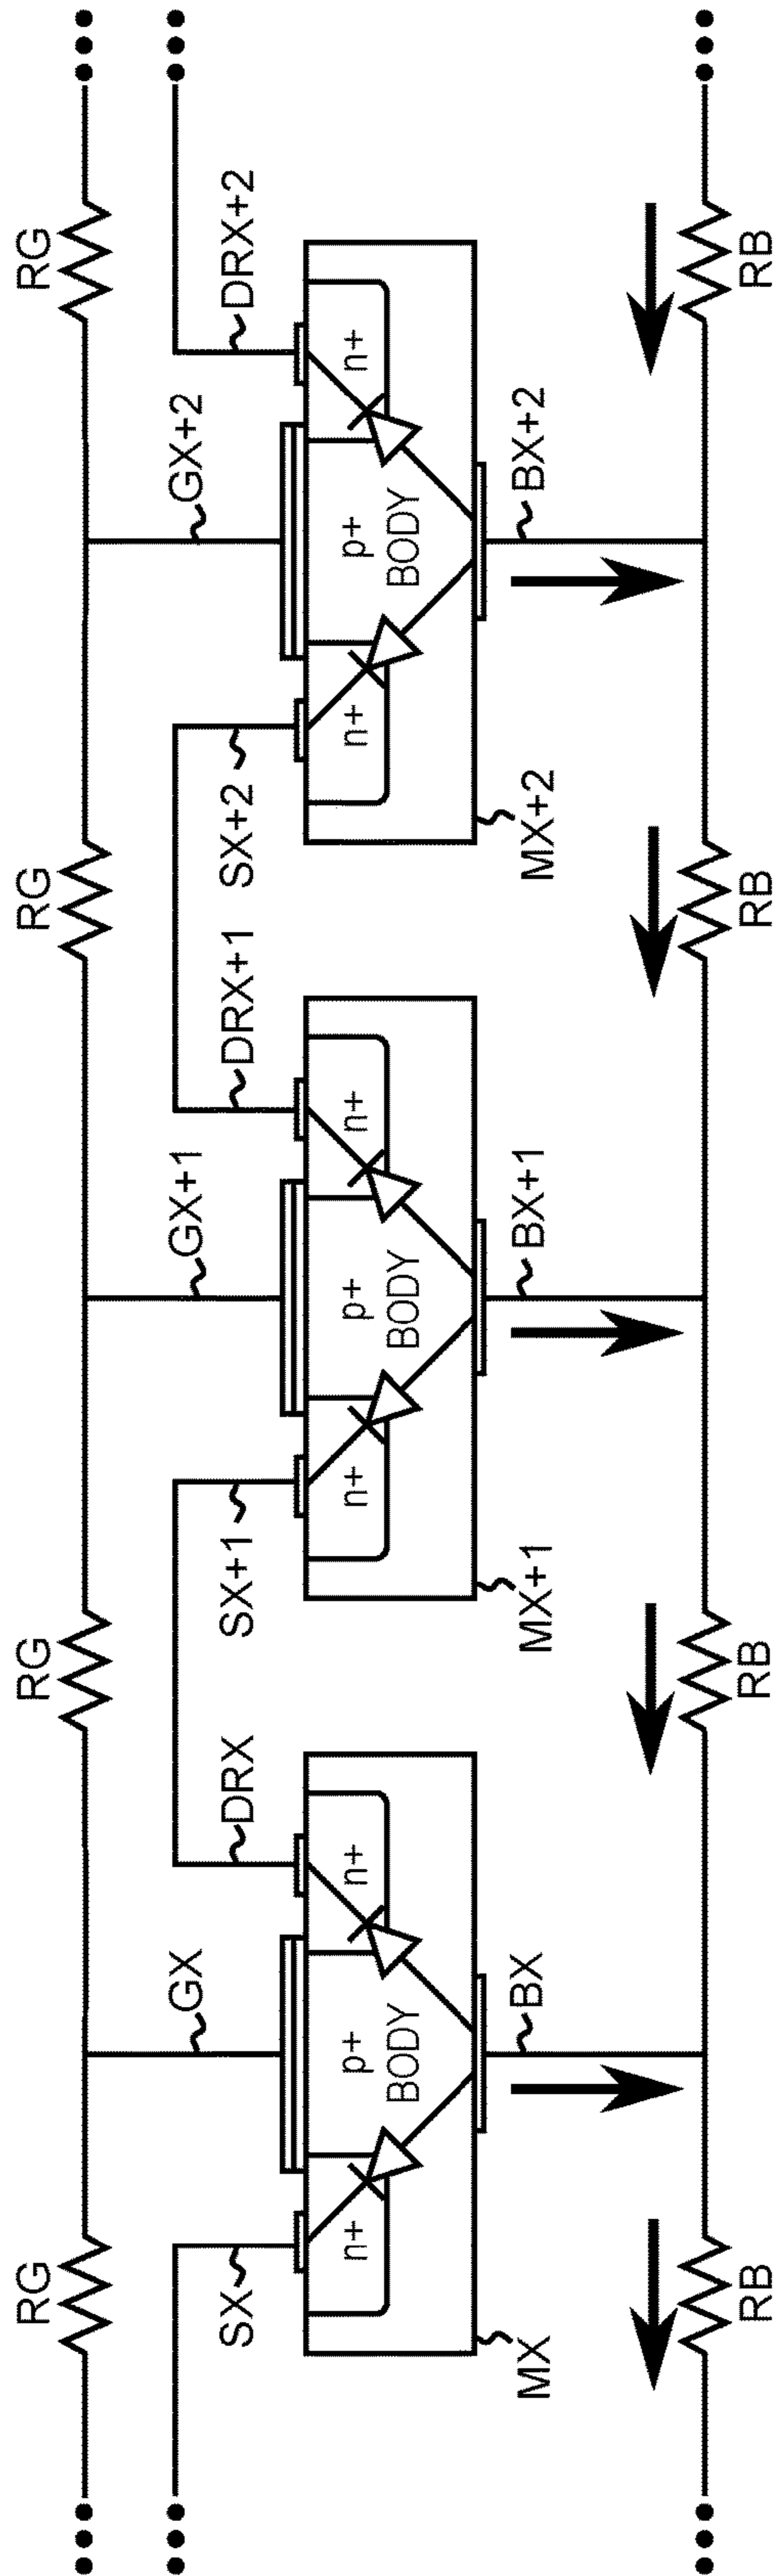 RG
RG
RG
RG
SX
GX
DRX
SX+1
GX+1
DRX+1
SX+2
GX+2
DRX+2
n+
p+
BODY
n+
n+
p+
BODY
n+
n+
p+
BODY
n+
MX
BX
MX+1
BX+1
MX+2
BX+2
RB
RB
RB
RB